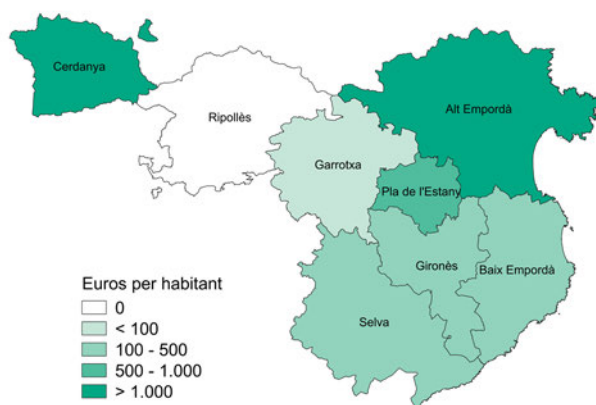 Cerdanya
Ripollès
Alt Empordà
Garrotxa
Pla de l'Estany
Gironès
Baix Empordà
Selva
Euros per habitant
0
< 100
100 - 500
500 - 1.000
> 1.000